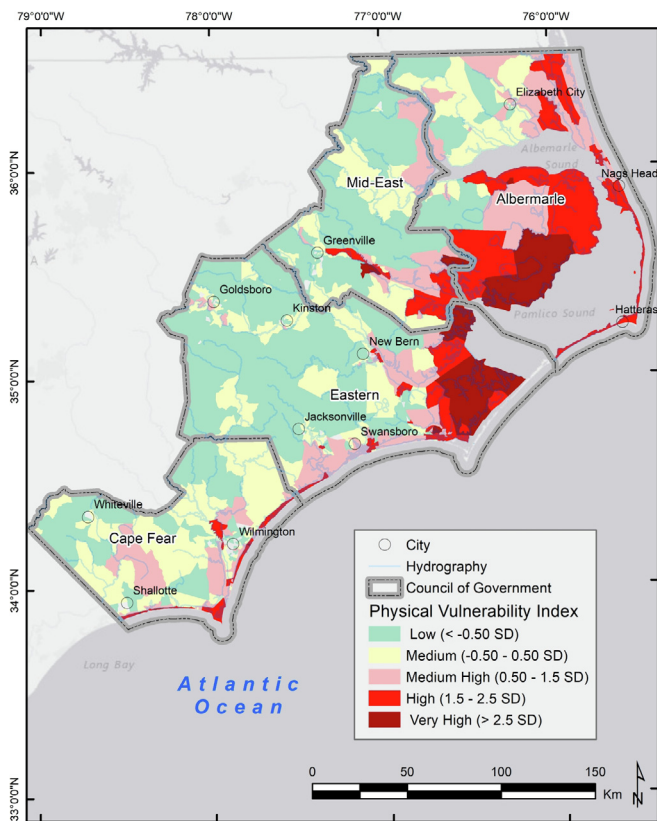 79°0'0"W 78°0'0"W 77°0'0"W 76°0'0"W
Elizabeth City
Albemarle
Sound
36°0'0"N
Mid-East
Nags Head
Albermarle
Greenville
Goldsboro
Kinston
Pamlico Sound
Hatteras
New Bern
35°0'0"N
Eastern
Jacksonville
Swansboro
Whiteville
Cape Fear
Wilmington
34°0'0"N
Shallotte
Long Bay
Atlantic
Ocean
33°0'0"N
City
Hydrography
Council of Government
Physical Vulnerability Index
Low (< -0.50 SD)
Medium (-0.50 - 0.50 SD)
Medium High (0.50 - 1.5 SD)
High (1.5 - 2.5 SD)
Very High (> 2.5 SD)
0 50 100 150
Km
N